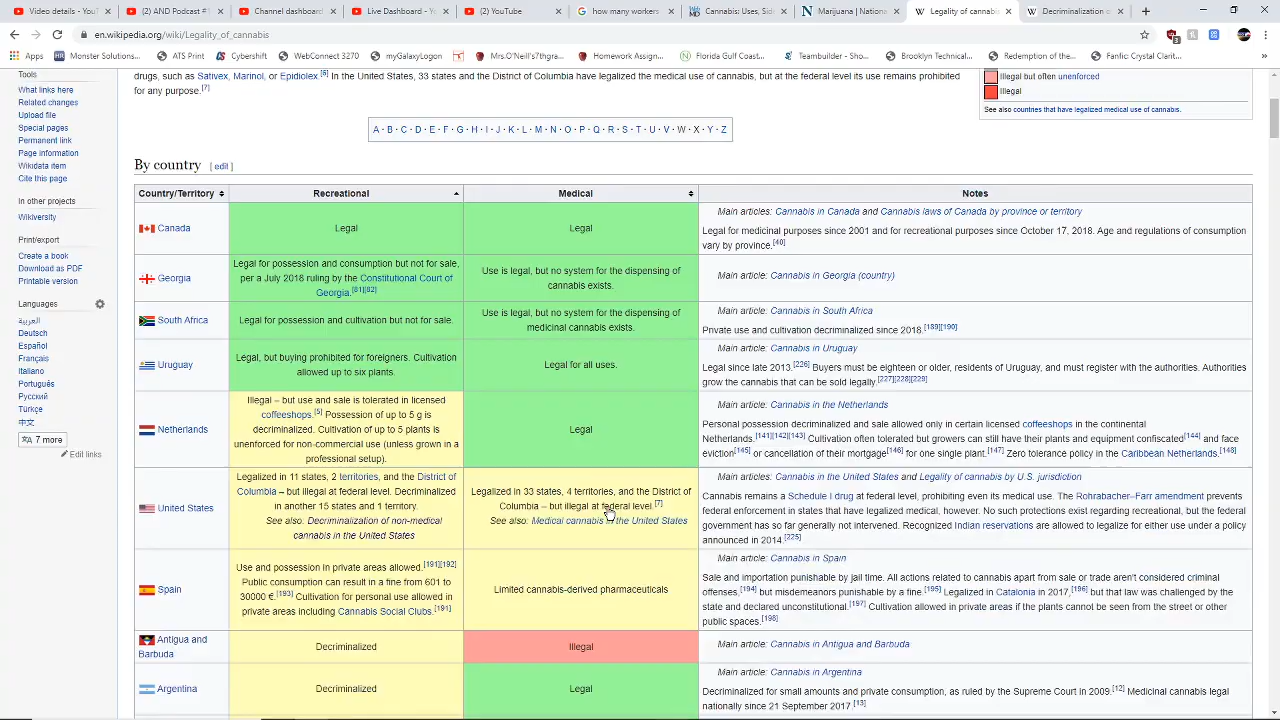 Video details - YouT
(2) AND Podcast #1
Channel dashboard
Live Dashboard - Yo
(2) YouTube
how many workers
Cannabis: Uses, Side
Marijuana | Nationa
Legality of cannabi
Decriminalization o
en.wikipedia.org/wiki/Legality_of_cannabis
Apps
Monster Solutions...
ATS Print
Cybershift
WebConnect 3270
myGalaxyLogon
Mrs.O'Neill's7thgra...
Homework Assign...
Florida Gulf Coast...
Teambuilder - Sho...
Brooklyn Technical...
Redemption of the...
Fanfic: Crystal Clarit...
Tools
What links here
Related changes
Upload file
Special pages
Permanent link
Page information
Wikidata item
Cite this page
In other projects
Wikiversity
Print/export
Create a book
Download as PDF
Printable version
Languages
العربية
Deutsch
Español
Français
Italiano
Português
Русский
Türkçe
中文
7 more
Edit links
drugs, such as Sativex, Marinol, or Epidiolex.[6] In the United States, 33 states and the District of Columbia have legalized the medical use of cannabis, but at the federal level its use remains prohibited
for any purpose.[7]
Illegal but often unenforced
Illegal
See also countries that have legalized medical use of cannabis.
A · B · C · D · E · F · G · H · I · J · K · L · M · N · O · P · Q · R · S · T · U · V · W · X · Y · Z
By country [ edit ]
Country/Territory
Recreational
Medical
Notes
Canada
Legal
Legal
Main articles: Cannabis in Canada and Cannabis laws of Canada by province or territory
Legal for medicinal purposes since 2001 and for recreational purposes since October 17, 2018. Age and regulations of consumption
vary by province.[40]
Georgia
Legal for possession and consumption but not for sale,
per a July 2018 ruling by the Constitutional Court of
Georgia.[81][82]
Use is legal, but no system for the dispensing of
cannabis exists.
Main article: Cannabis in Georgia (country)
South Africa
Legal for possession and cultivation but not for sale.
Use is legal, but no system for the dispensing of
medicinal cannabis exists.
Main article: Cannabis in South Africa
Private use and cultivation decriminalized since 2018.[189][190]
Uruguay
Legal, but buying prohibited for foreigners. Cultivation
allowed up to six plants.
Legal for all uses.
Main article: Cannabis in Uruguay
Legal since late 2013.[226] Buyers must be eighteen or older, residents of Uruguay, and must register with the authorities. Authorities
grow the cannabis that can be sold legally.[227][228][229]
Netherlands
Illegal – but use and sale is tolerated in licensed
coffeeshops.[5] Possession of up to 5 g is
decriminalized. Cultivation of up to 5 plants is
unenforced for non-commercial use (unless grown in a
professional setup).
Legal
Main article: Cannabis in the Netherlands
Personal possession decriminalized and sale allowed only in certain licensed coffeeshops in the continental
Netherlands.[141][142][143] Cultivation often tolerated but growers can still have their plants and equipment confiscated[144] and face
eviction[145] or cancellation of their mortgage[146] for one single plant.[147] Zero tolerance policy in the Caribbean Netherlands.[148]
United States
Legalized in 11 states, 2 territories, and the District of
Columbia – but illegal at federal level. Decriminalized
in another 15 states and 1 territory.
See also: Decriminalization of non-medical
cannabis in the United States
Legalized in 33 states, 4 territories, and the District of
Columbia – but illegal at federal level.[7]
See also: Medical cannabis in the United States
Main articles: Cannabis in the United States and Legality of cannabis by U.S. jurisdiction
Cannabis remains a Schedule I drug at federal level, prohibiting even its medical use. The Rohrabacher–Farr amendment prevents
federal enforcement in states that have legalized medical, however. No such provisions exist regarding recreational, but the federal
government has so far generally not intervened. Recognized Indian reservations are allowed to legalize for either use under a policy
announced in 2014.[225]
Spain
Use and possession in private areas allowed.[191][192]
Public consumption can result in a fine from 601 to
30000 €.[193] Cultivation for personal use allowed in
private areas including Cannabis Social Clubs.[191]
Limited cannabis-derived pharmaceuticals
Main article: Cannabis in Spain
Sale and importation punishable by jail time. All actions related to cannabis apart from sale or trade aren't considered criminal
offenses,[194] but misdemeanors punishable by a fine.[195] Legalized in Catalonia in 2017,[196] but that law was challenged by the
state and declared unconstitutional.[197] Cultivation allowed in private areas if the plants cannot be seen from the street or other
public spaces.[198]
Antigua and
Barbuda
Decriminalized
Illegal
Main article: Cannabis in Antigua and Barbuda
Argentina
Decriminalized
Legal
Main article: Cannabis in Argentina
Decriminalized for small amounts and private consumption, as ruled by the Supreme Court in 2009.[12] Medicinal cannabis legal
nationally since 21 September 2017.[13]